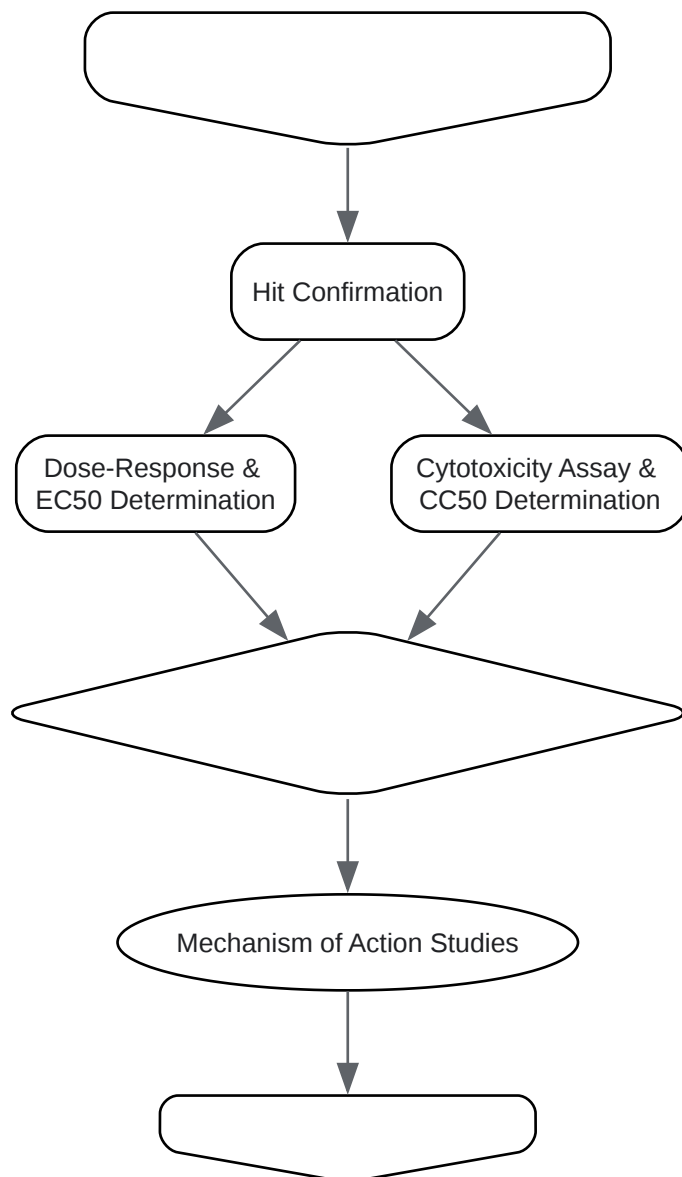 Hit Confirmation
Dose-Response &
EC50 Determination
Cytotoxicity Assay &
CC50 Determination
Mechanism of Action Studies